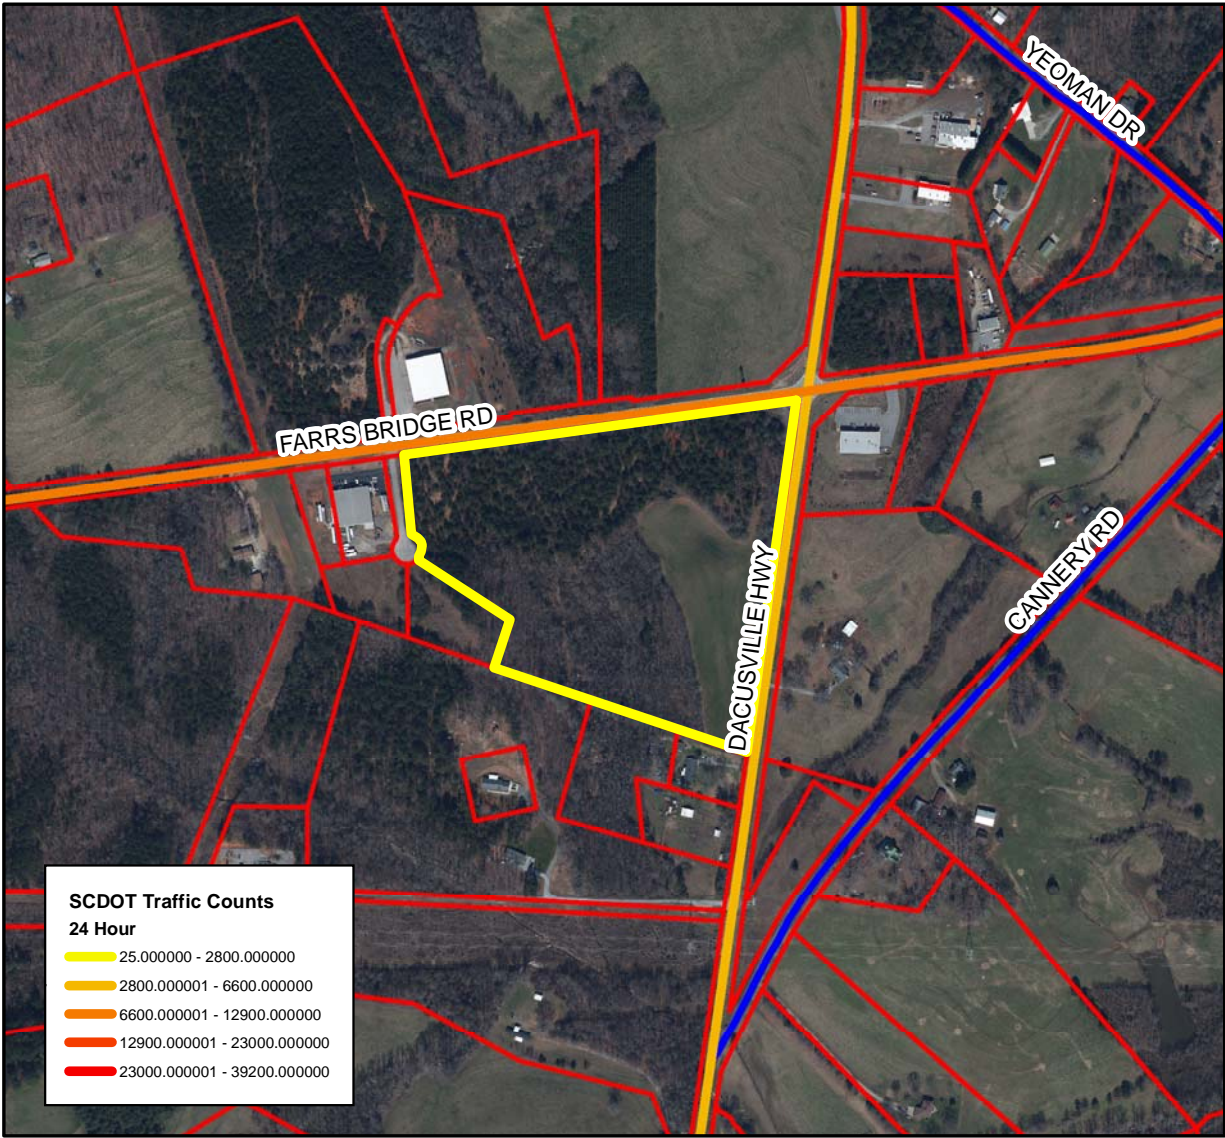 YEOMAN DR
FARRS BRIDGE RD
CANNERY RD
DACUSVILLE HWY
SCDOT Traffic Counts
24 Hour
25.000000 - 2800.000000
2800.000001 - 6600.000000
6600.000001 - 12900.000000
12900.000001 - 23000.000000
23000.000001 - 39200.000000